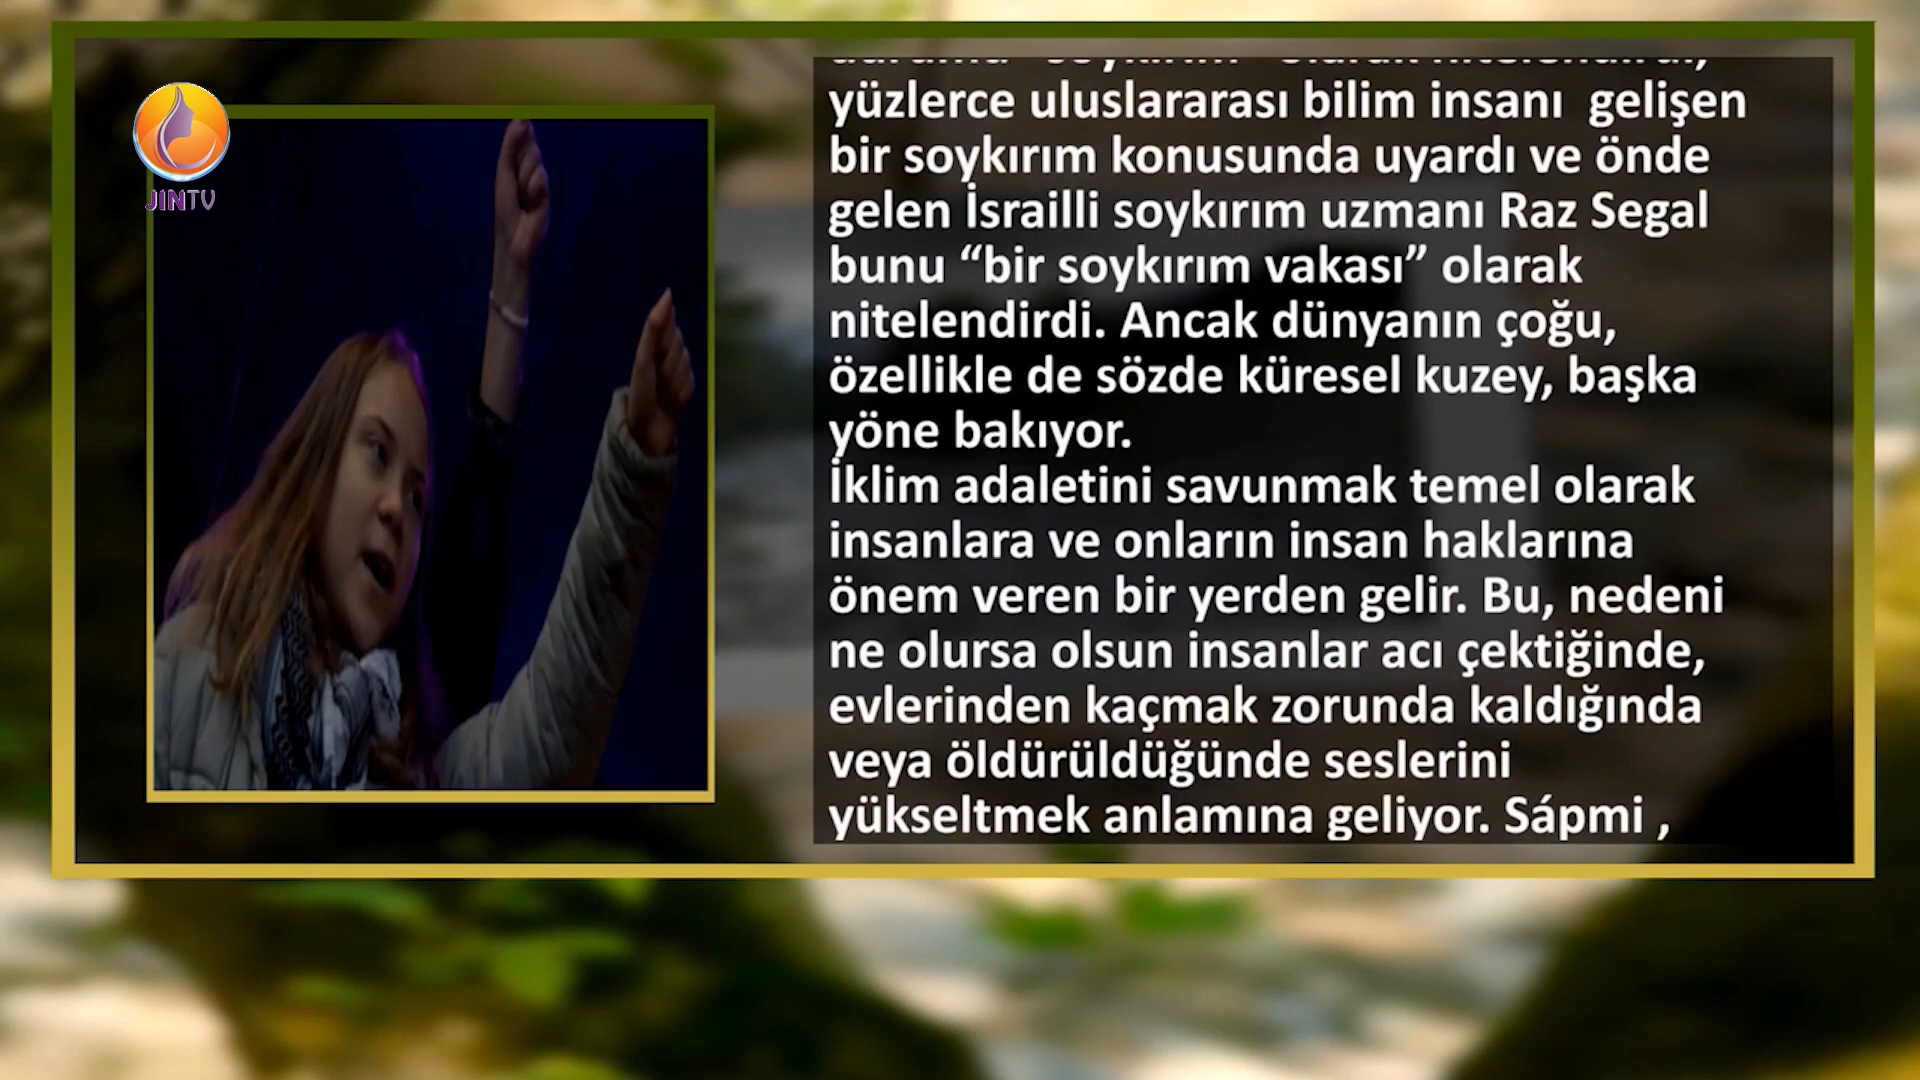 JINTV
yüzlerce uluslararası bilim insanı gelişen
bir soykırım konusunda uyardı ve önde
gelen İsrailli soykırım uzmanı Raz Segal
bunu “bir soykırım vakası” olarak
nitelendirdi. Ancak dünyanın çoğu,
özellikle de sözde küresel kuzey, başka
yöne bakıyor.
İklim adaletini savunmak temel olarak
insanlara ve onların insan haklarına
önem veren bir yerden gelir. Bu, nedeni
ne olursa olsun insanlar acı çektiğinde,
evlerinden kaçmak zorunda kaldığında
veya öldürüldüğünde seslerini
yükseltmek anlamına geliyor. Sápmi ,